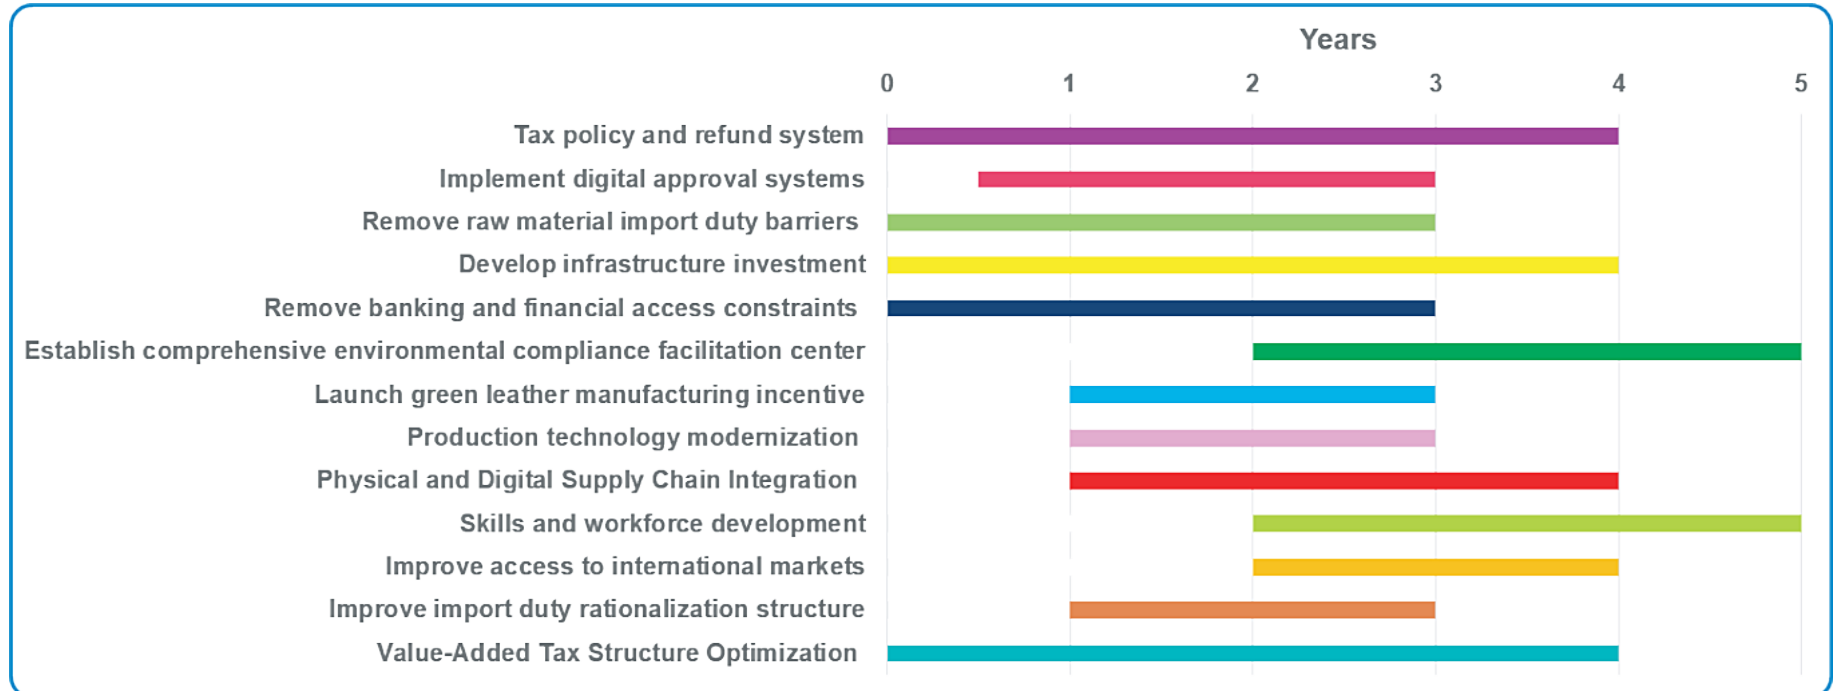 Years
0 1 2 3 4 5
Tax policy and refund system
Implement digital approval systems
Remove raw material import duty barriers
Develop infrastructure investment
Remove banking and financial access constraints
Establish comprehensive environmental compliance facilitation center
Launch green leather manufacturing incentive
Production technology modernization
Physical and Digital Supply Chain Integration
Skills and workforce development
Improve access to international markets
Improve import duty rationalization structure
Value-Added Tax Structure Optimization